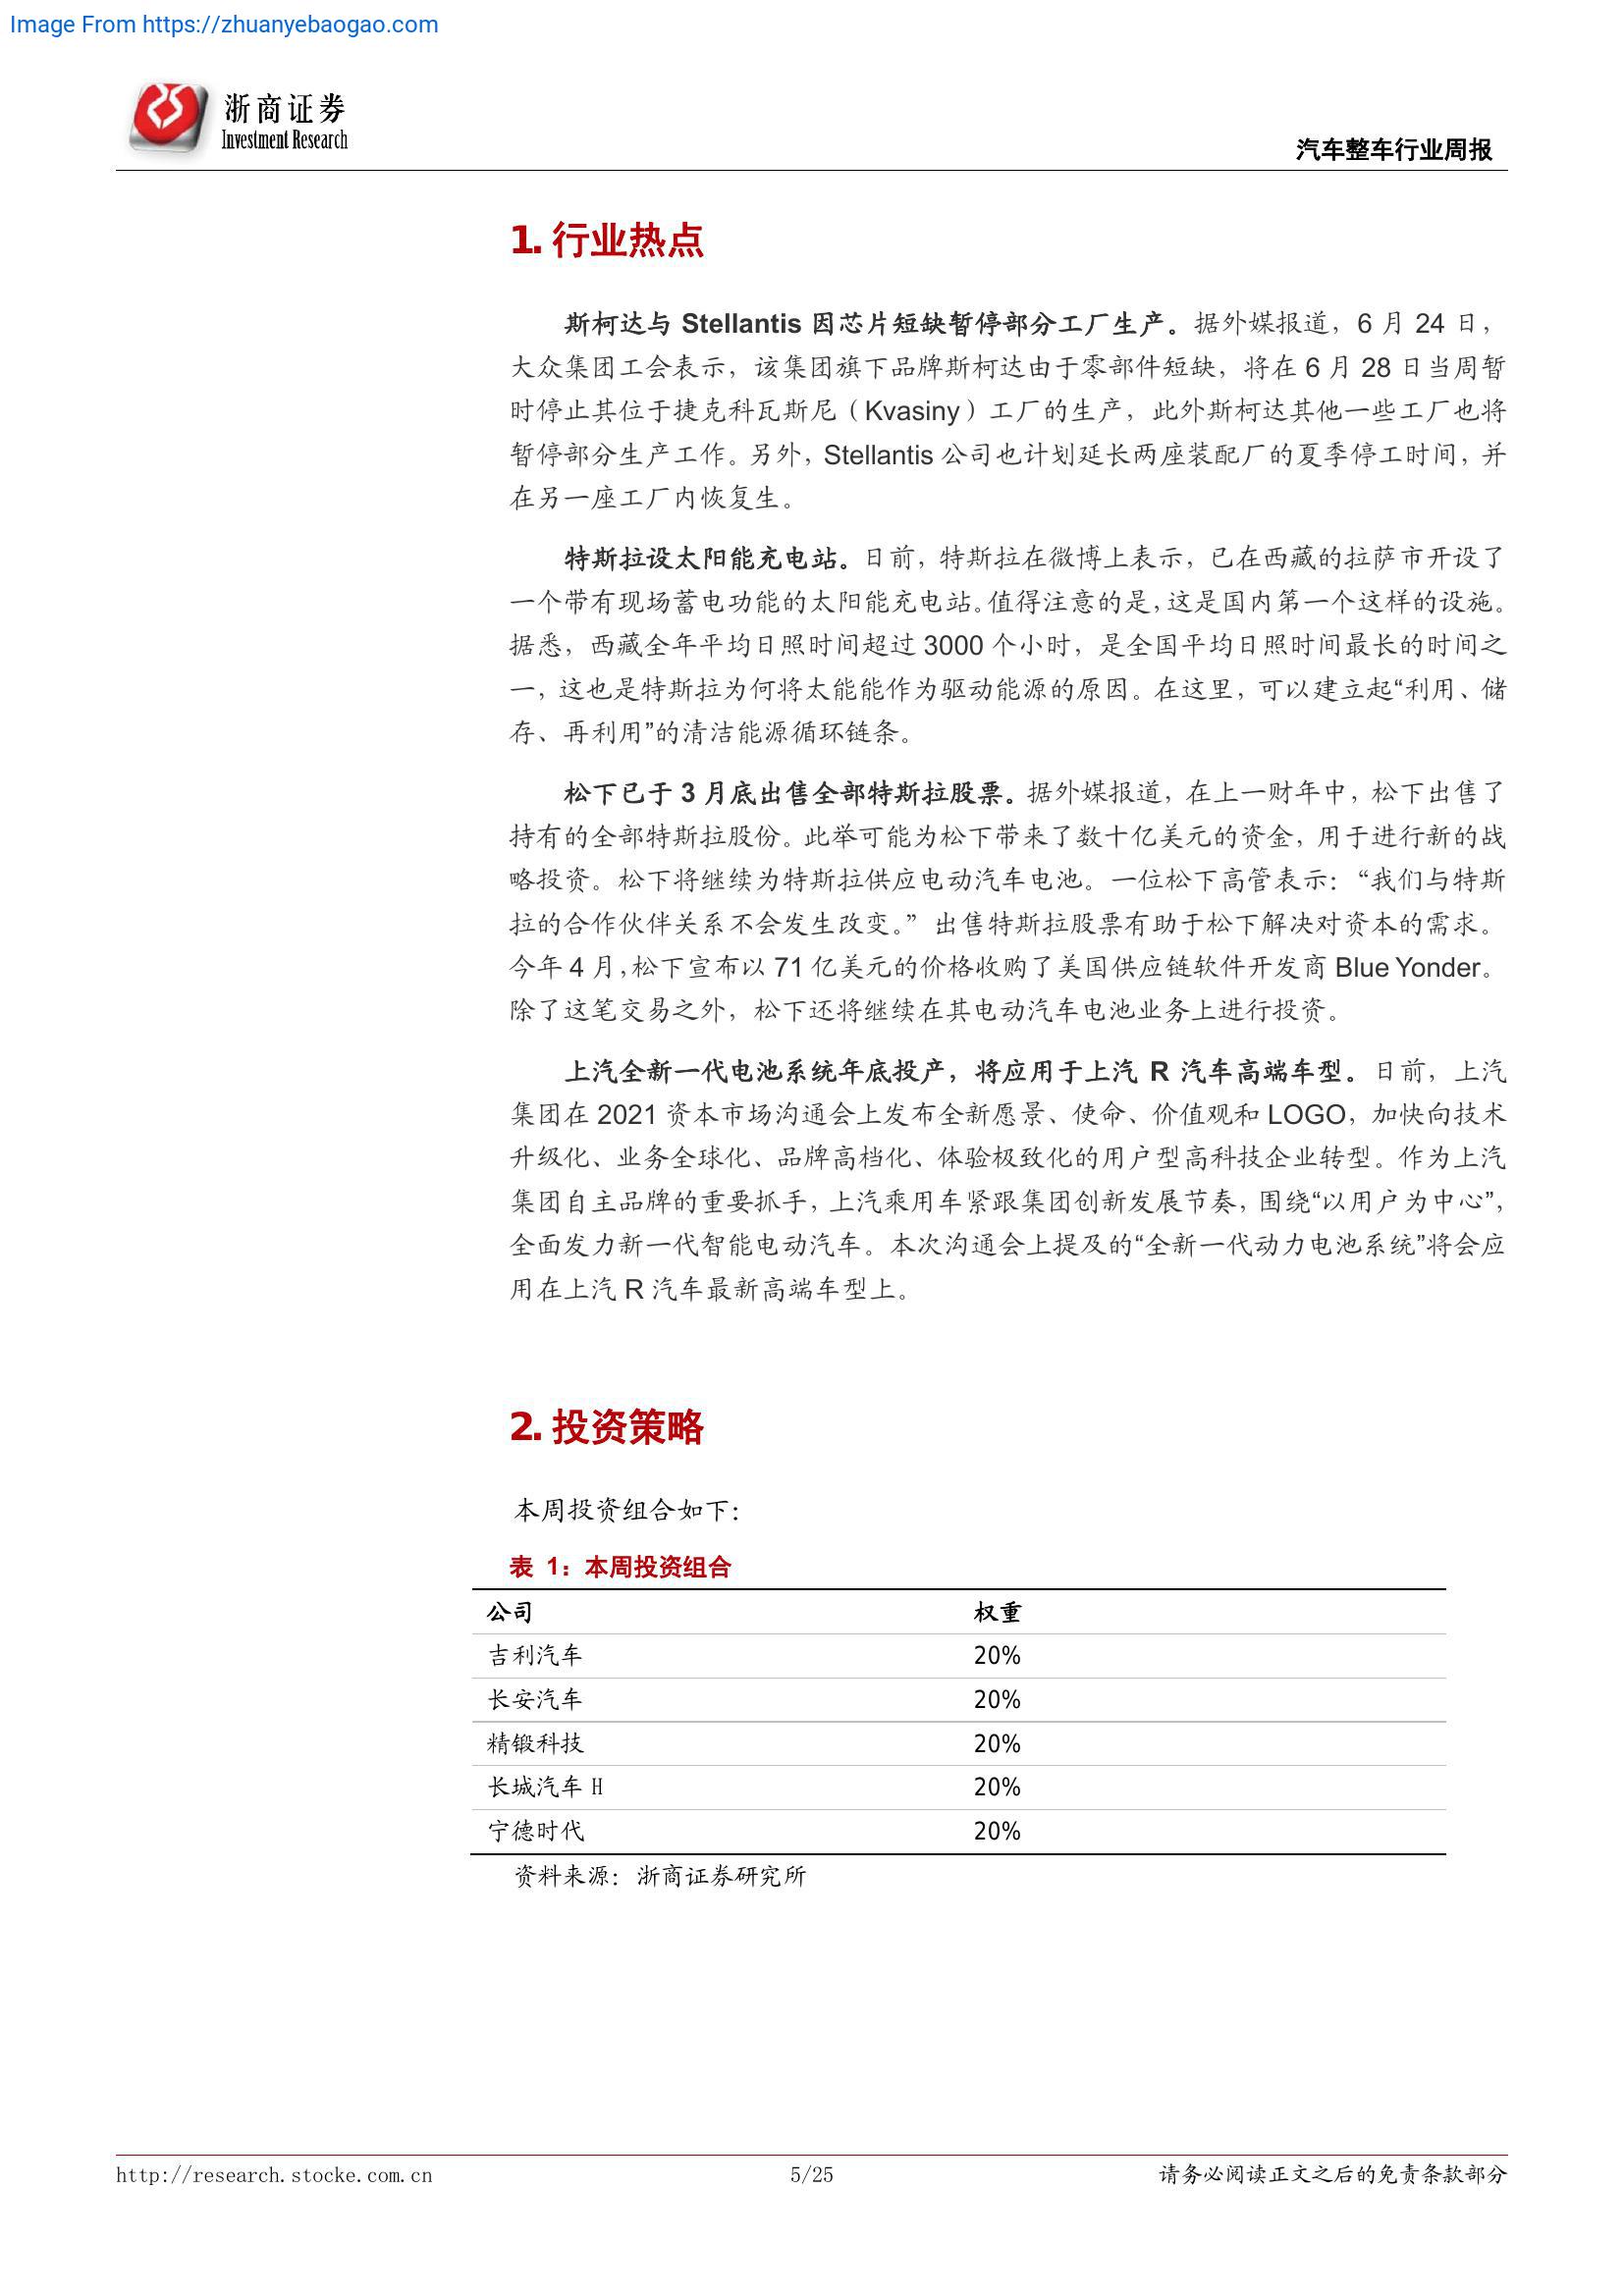 Image From https://zhuanyebaogao.com
浙商证券
Investment Research
汽车整车行业周报
1. 行业热点
斯柯达与 Stellantis 因芯片短缺暂停部分工厂生产。据外媒报道，6 月 24 日，
大众集团工会表示，该集团旗下品牌斯柯达由于零部件短缺，将在 6 月 28 日当周暂
时停止其位于捷克科瓦斯尼（Kvasiny）工厂的生产，此外斯柯达其他一些工厂也将
暂停部分生产工作。另外，Stellantis 公司也计划延长两座装配厂的夏季停工时间，并
在另一座工厂内恢复生。
特斯拉设太阳能充电站。日前，特斯拉在微博上表示，已在西藏的拉萨市开设了
一个带有现场蓄电功能的太阳能充电站。值得注意的是，这是国内第一个这样的设施。
据悉，西藏全年平均日照时间超过 3000 个小时，是全国平均日照时间最长的时间之
一，这也是特斯拉为何将太能能作为驱动能源的原因。在这里，可以建立起“利用、储
存、再利用”的清洁能源循环链条。
松下已于 3 月底出售全部特斯拉股票。据外媒报道，在上一财年中，松下出售了
持有的全部特斯拉股份。此举可能为松下带来了数十亿美元的资金，用于进行新的战
略投资。松下将继续为特斯拉供应电动汽车电池。一位松下高管表示：“我们与特斯
拉的合作伙伴关系不会发生改变。”出售特斯拉股票有助于松下解决对资本的需求。
今年 4 月，松下宣布以 71 亿美元的价格收购了美国供应链软件开发商 Blue Yonder。
除了这笔交易之外，松下还将继续在其电动汽车电池业务上进行投资。
上汽全新一代电池系统年底投产，将应用于上汽 R 汽车高端车型。日前，上汽
集团在 2021 资本市场沟通会上发布全新愿景、使命、价值观和 LOGO，加快向技术
升级化、业务全球化、品牌高档化、体验极致化的用户型高科技企业转型。作为上汽
集团自主品牌的重要抓手，上汽乘用车紧跟集团创新发展节奏，围绕“以用户为中心”，
全面发力新一代智能电动汽车。本次沟通会上提及的“全新一代动力电池系统”将会应
用在上汽 R 汽车最新高端车型上。
2. 投资策略
本周投资组合如下：
表 1：本周投资组合
公司 权重
吉利汽车 20%
长安汽车 20%
精锻科技 20%
长城汽车 H 20%
宁德时代 20%
资料来源：浙商证券研究所
http://research.stocke.com.cn 5/25 请务必阅读正文之后的免责条款部分